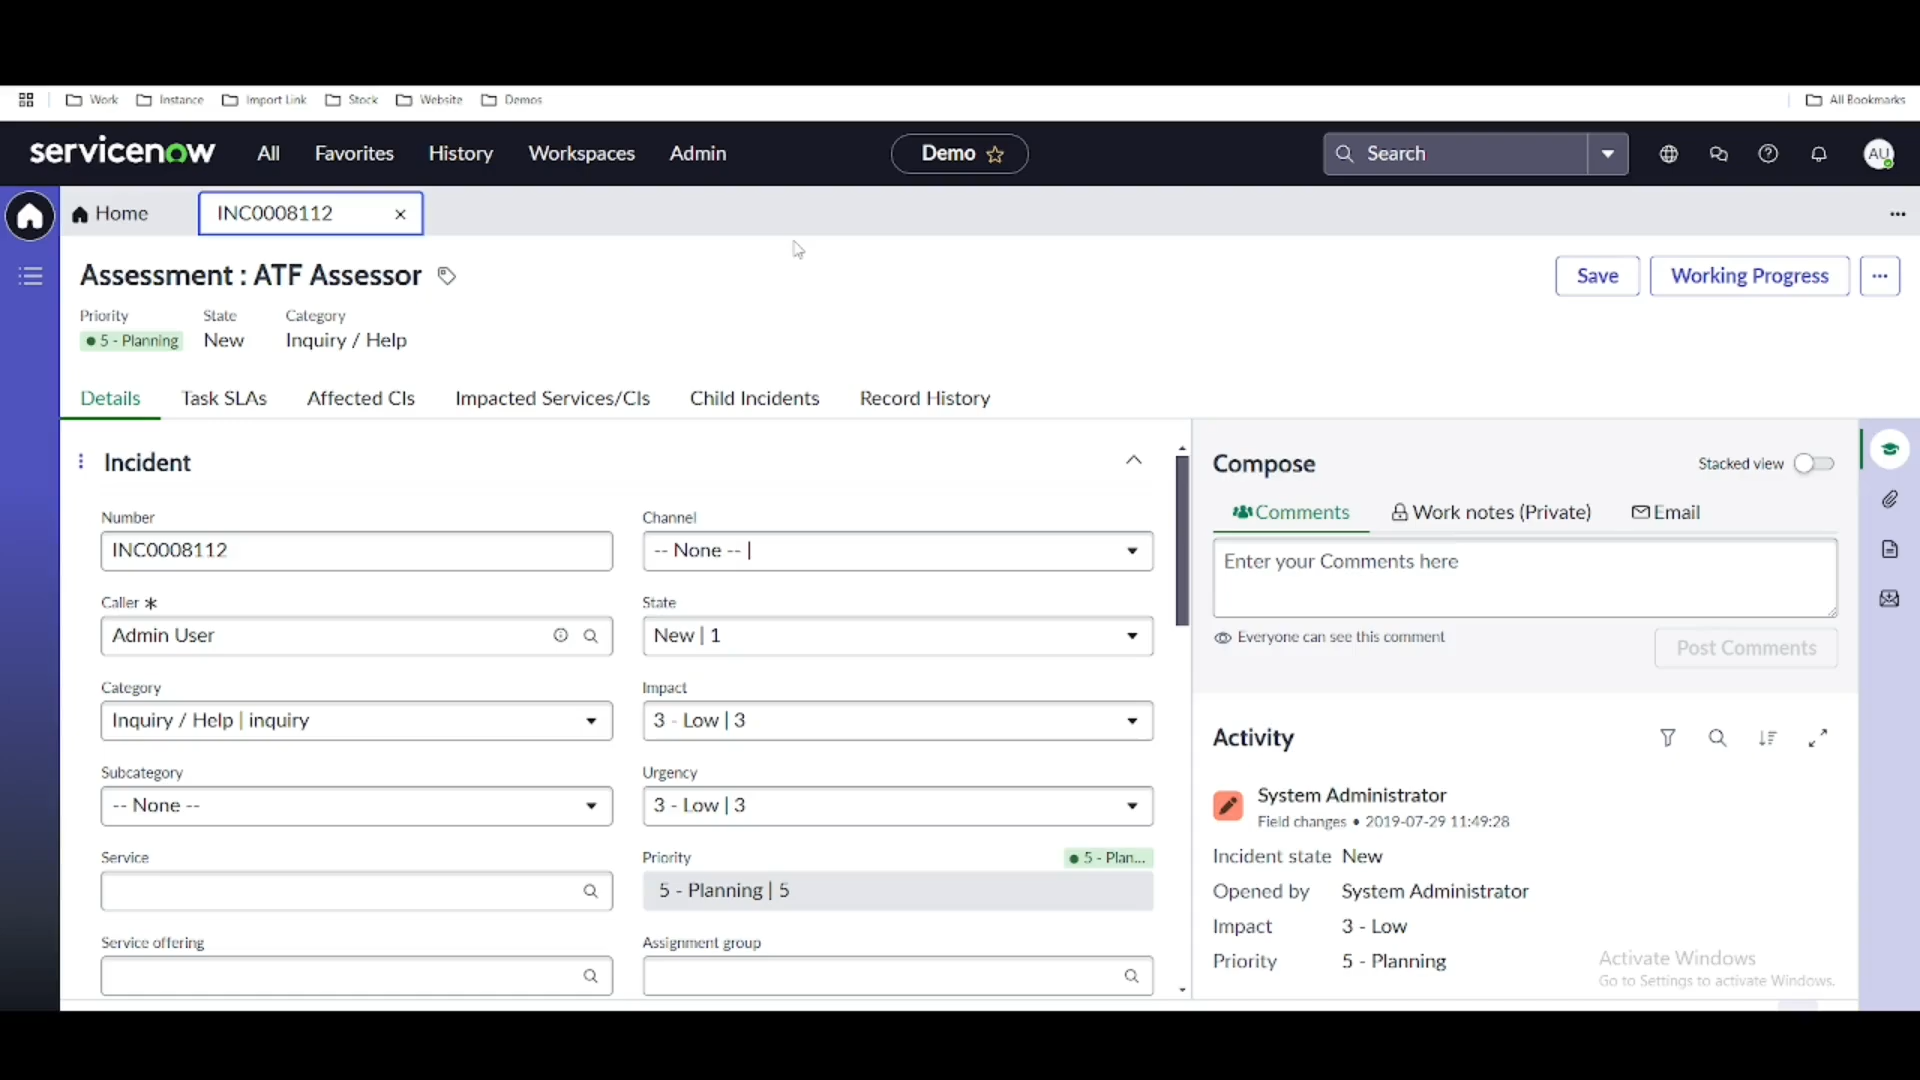 Work Instance Import Link Stock Website Demos All Bookmarks
servicenow All Favorites History Workspaces Admin Demo Search AU
Home INC0008112
Assessment : ATF Assessor Save Working Progress
Priority State Category
5 - Planning New Inquiry / Help
Details Task SLAs Affected CIs Impacted Services/CIs Child Incidents Record History
Incident
Number Channel
INC0008112 -- None -- |
Caller * State
Admin User New | 1
Category Impact
Inquiry / Help | inquiry 3 - Low | 3
Subcategory Urgency
-- None -- 3 - Low | 3
Service Priority 5 - Plan...
5 - Planning | 5
Service offering Assignment group
Compose Stacked view
Comments Work notes (Private) Email
Enter your Comments here
Everyone can see this comment
Post Comments
Activity
System Administrator
Field changes • 2019-07-29 11:49:28
Incident state New
Opened by System Administrator
Impact 3 - Low
Priority 5 - Planning
Activate Windows
Go to Settings to activate Windows.